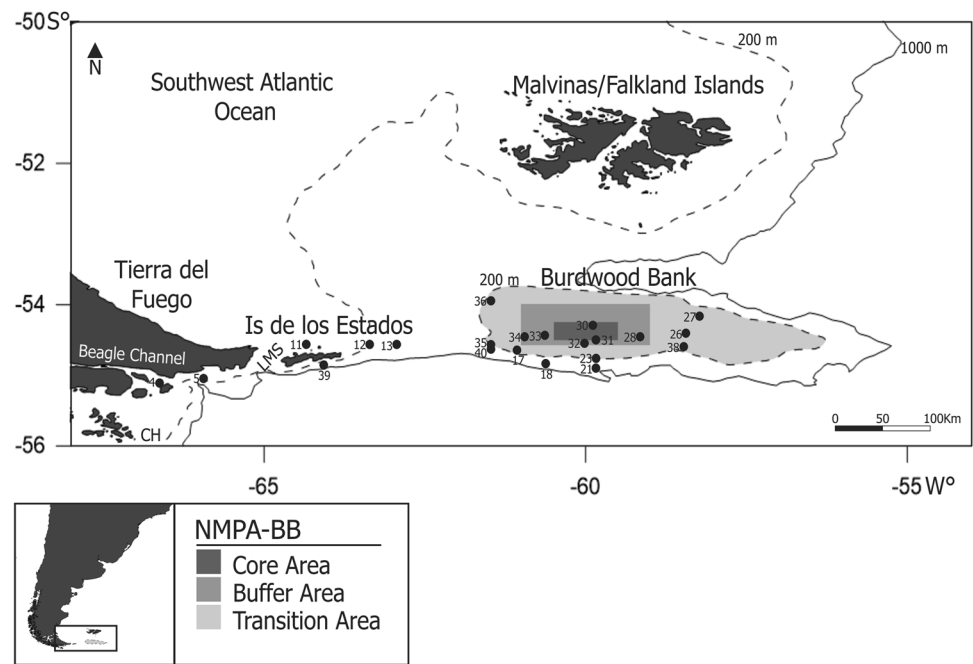 -50S°
200 m
1000 m
N
Southwest Atlantic
Ocean
Malvinas/Falkland Islands
-52
Tierra del
Fuego
200 m
Burdwood Bank
36
-54
Is de los Estados
27
30
11
12
13
34
33
28
26
31
35
32
38
Beagle Channel
LMS
40
17
23
4
5
39
18
21
CH
0
50
100Km
-56
-65
-60
-55W°
NMPA-BB
Core Area
Buffer Area
Transition Area